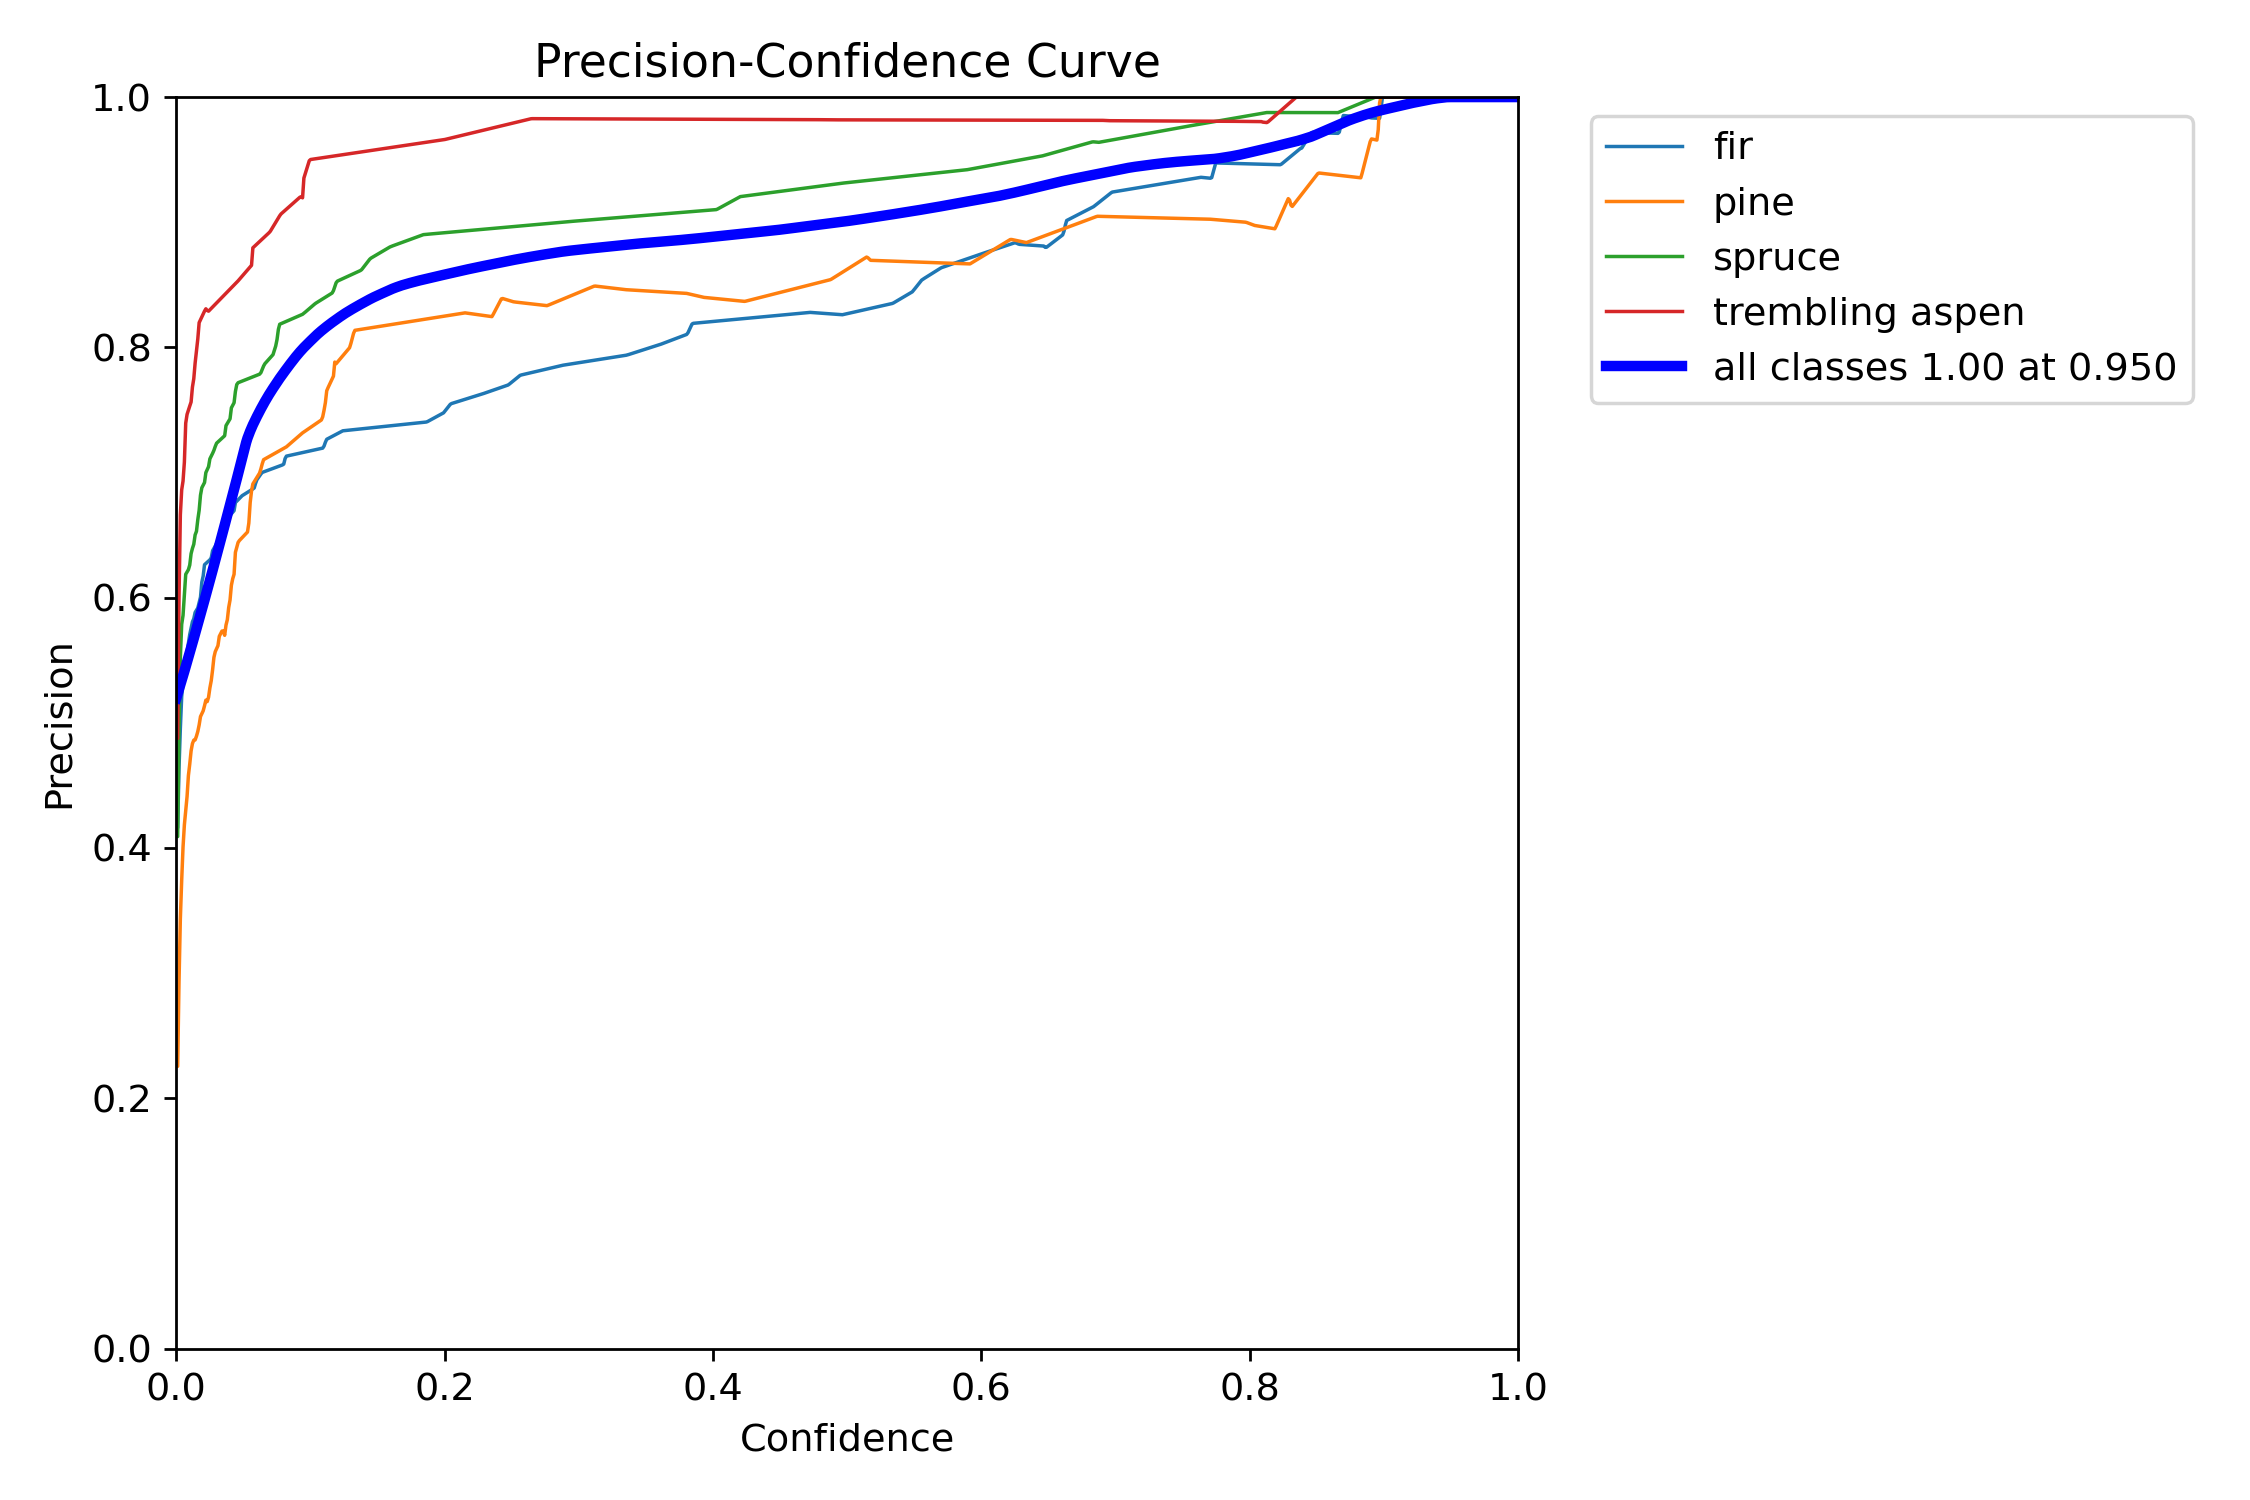 Precision-Confidence Curve
1.0
0.8
0.6
0.4
0.2
0.0
Precision
0.0 0.2 0.4 0.6 0.8 1.0
Confidence
fir
pine
spruce
trembling aspen
all classes 1.00 at 0.950